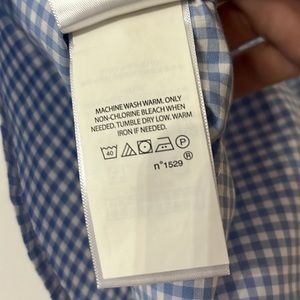 MACHINE WASH WARM. ONLY
NON-CHLORINE BLEACH WHEN
NEEDED. TUMBLE DRY LOW. WARM
IRON IF NEEDED.
40 P
®
n°1529